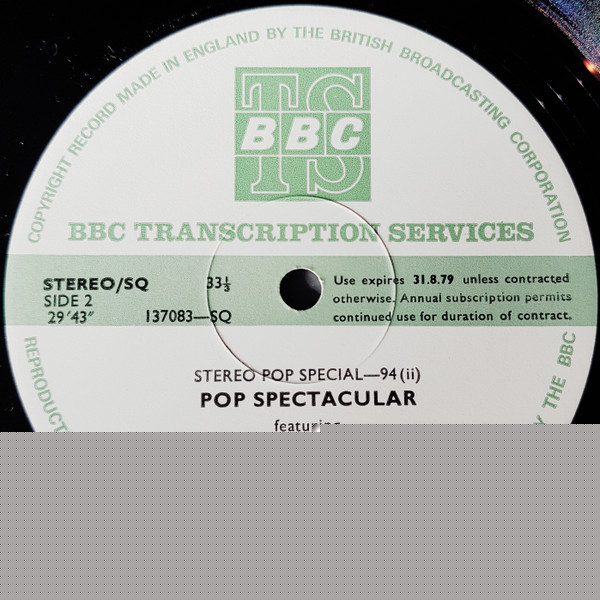 COPYRIGHT RECORD MADE IN ENGLAND BY THE BRITISH BROADCASTING CORPORATION
TS
BBC
BBC TRANSCRIPTION SERVICES
STEREO/SQ 33⅓
SIDE 2
29′43″ 137083—SQ
Use expires 31.8.79 unless contracted
otherwise. Annual subscription permits
continued use for duration of contract.
STEREO POP SPECIAL—94(ii)
POP SPECTACULAR
featuring
THE BBC